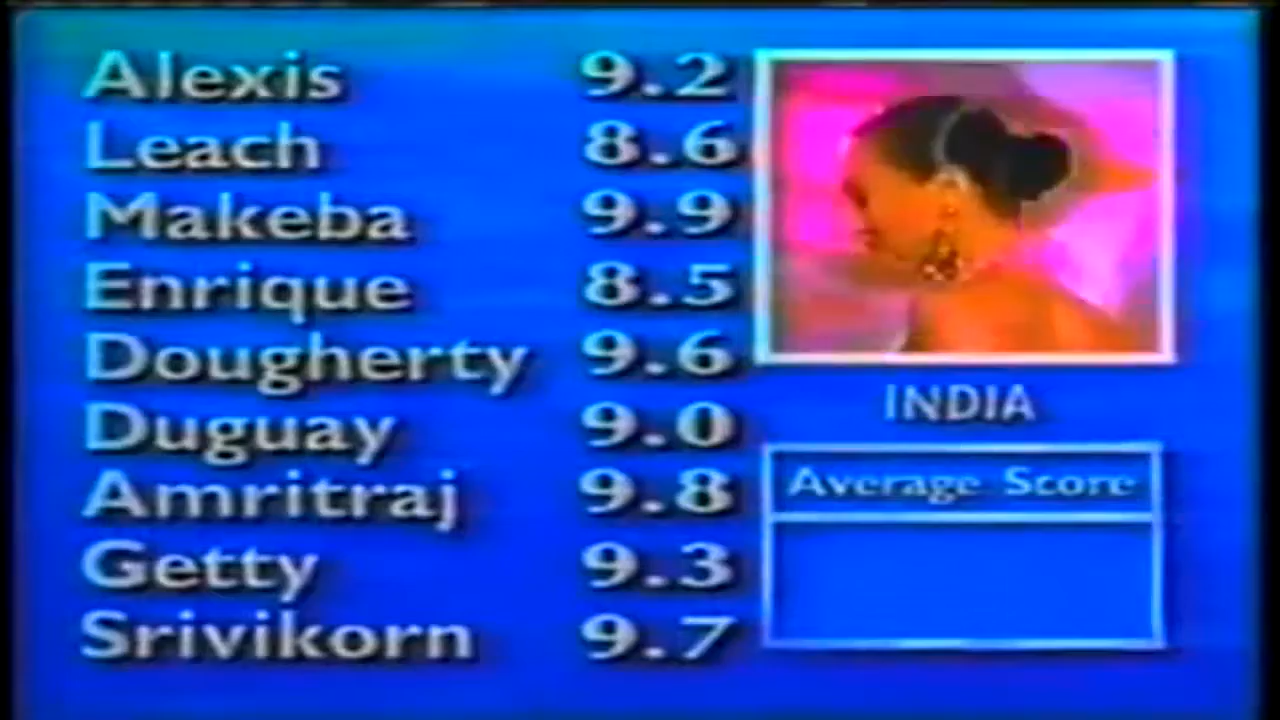 Alexis 9.2
Leach 8.6
Makeba 9.9
Enrique 8.5
Dougherty 9.6
Duguay 9.0
Amritraj 9.8
Getty 9.3
Srivikorn 9.7
INDIA
Average Score